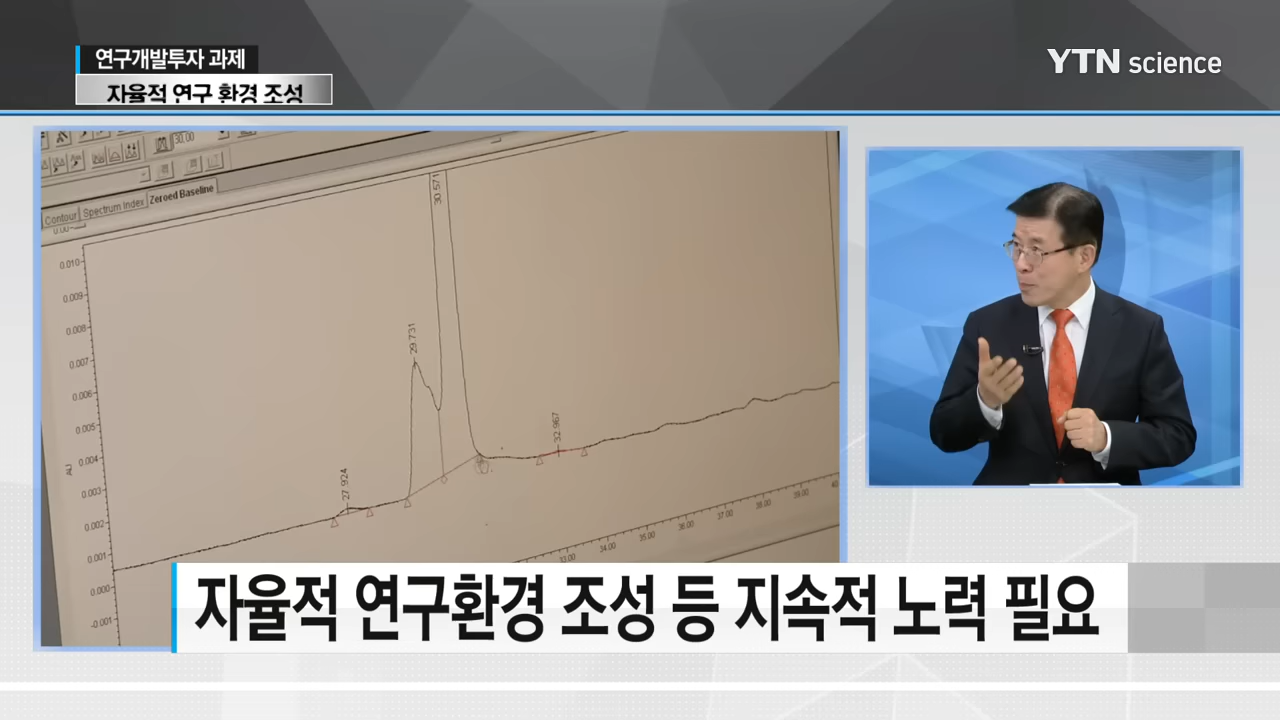 연구개발투자 과제
자율적 연구 환경 조성
YTN science
30.00
Contour Spectrum Index Zeroed Baseline
0.010
0.009
0.008
0.007
0.006
0.005
0.004
0.003
0.002
0.001
0.000
-0.001
AU
27.924
29.731
30.571
32.967
33.00 34.00 35.00 36.00 37.00 38.00 39.00
자율적 연구환경 조성 등 지속적 노력 필요